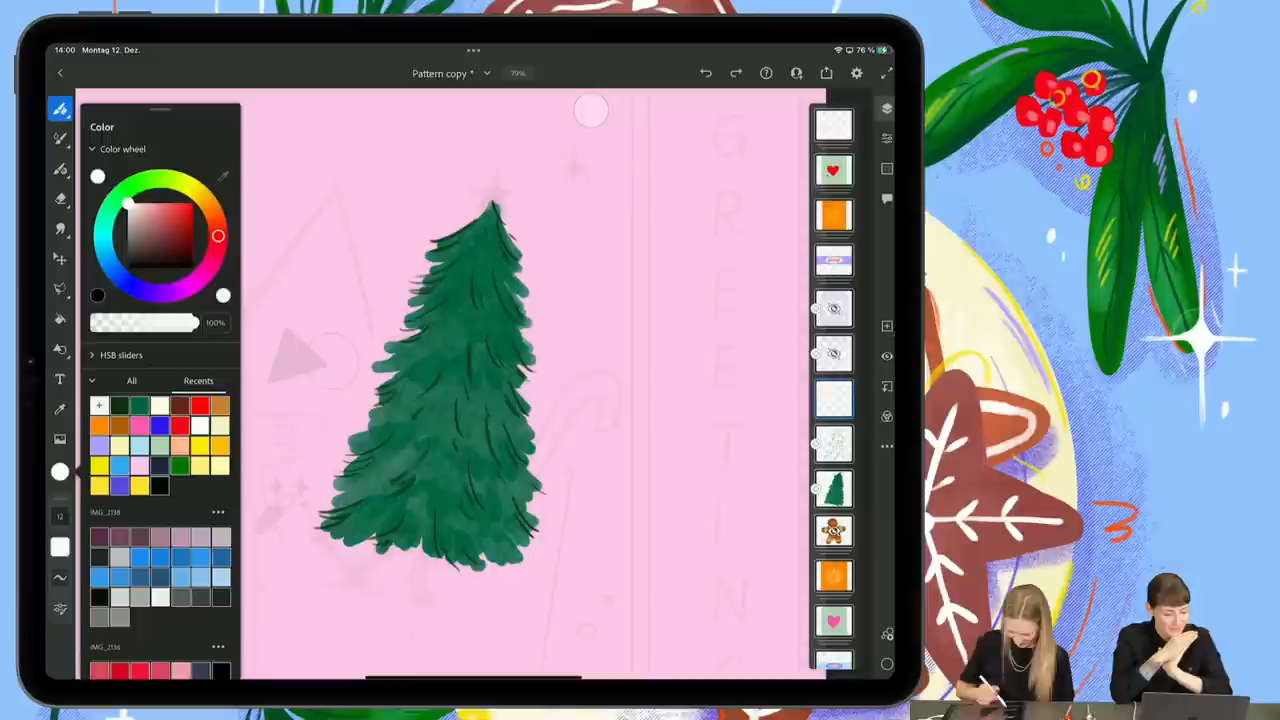 14:00 Montag 12. Dez.
76 %
Pattern copy *
79%
Color
Color wheel
100%
HSB sliders
All
Recents
IMG_2138
12
IMG_2136
G
R
E
E
T
I
N
G